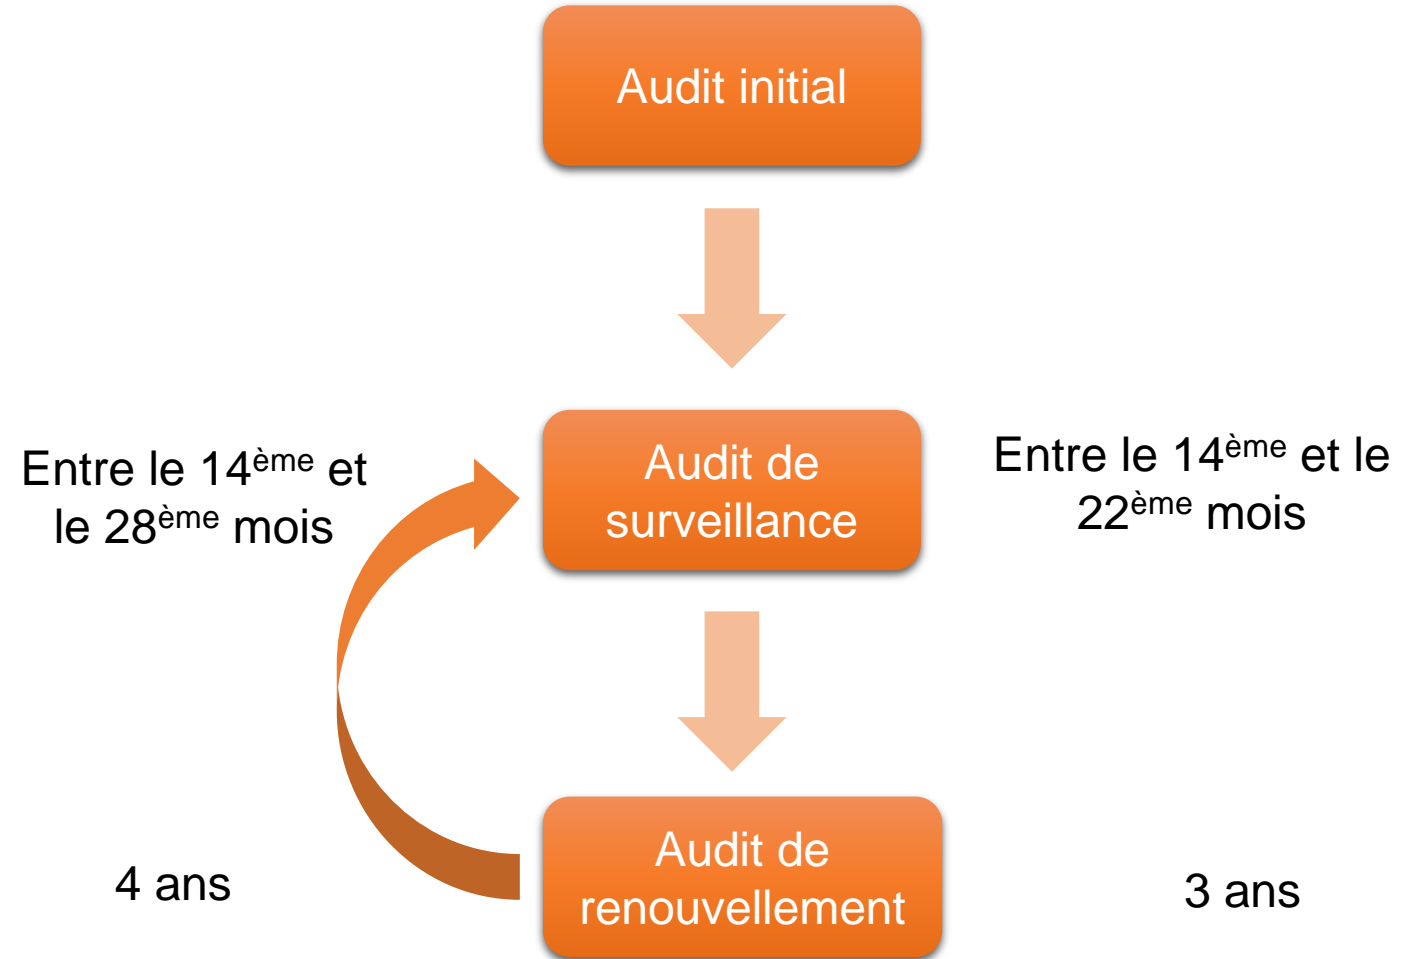 Audit initial
Entre le 14ème et
le 28ème mois
Audit de
surveillance
Entre le 14ème et le
22ème mois
4 ans
Audit de
renouvellement
3 ans